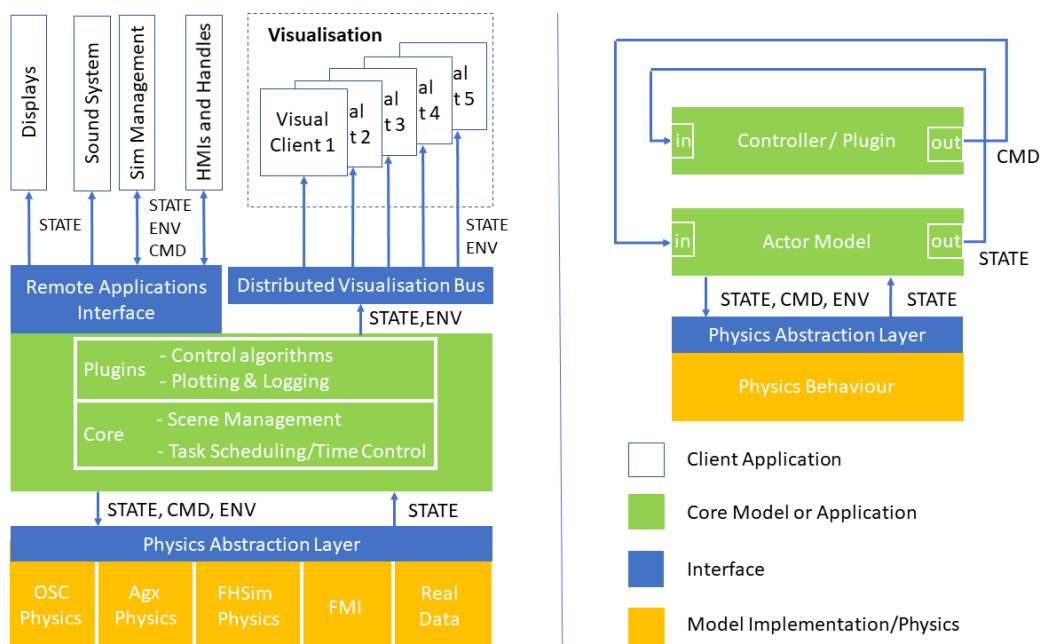 Displays
Sound System
Sim Management
HMIs and Handles
Visualisation
Visual
Client 1
al
t 2
al
t 3
al
t 4
al
t 5
STATE
STATE
ENV
CMD
STATE
ENV
Remote Applications
Interface
Distributed Visualisation Bus
STATE,ENV
Plugins
- Control algorithms
- Plotting & Logging
Core
- Scene Management
- Task Scheduling/Time Control
STATE, CMD, ENV
STATE
Physics Abstraction Layer
OSC
Physics
Agx
Physics
FHSim
Physics
FMI
Real
Data
in
Controller / Plugin
out
CMD
in
Actor Model
out
STATE
STATE, CMD, ENV
STATE
Physics Abstraction Layer
Physics Behaviour
Client Application
Core Model or Application
Interface
Model Implementation/Physics